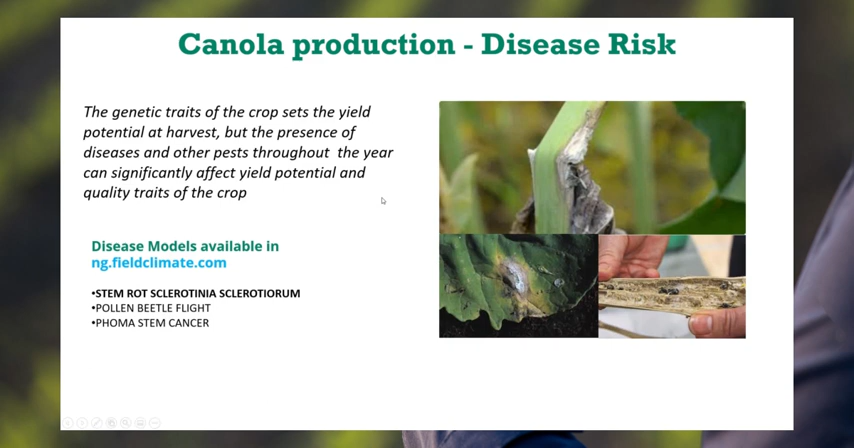 Canola production - Disease Risk
The genetic traits of the crop sets the yield
potential at harvest, but the presence of
diseases and other pests throughout the year
can significantly affect yield potential and
quality traits of the crop
Disease Models available in
ng.fieldclimate.com
•STEM ROT SCLEROTINIA SCLEROTIORUM
•POLLEN BEETLE FLIGHT
•PHOMA STEM CANCER